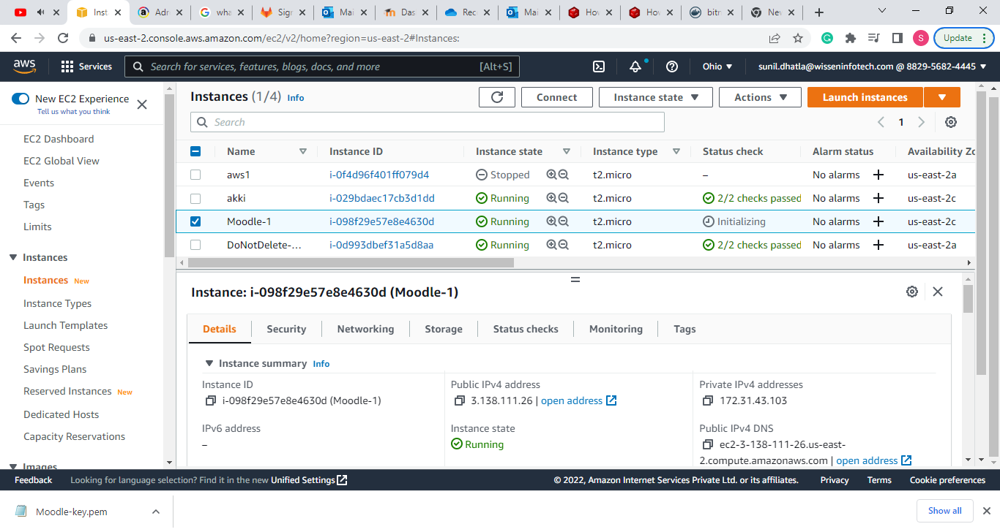 Inst
Adr
wha
Sign
Mai
Das
Rec
Mai
Hov
Hov
bitr
Nev
us-east-2.console.aws.amazon.com/ec2/v2/home?region=us-east-2#Instances:
S
Update
aws
Services
Search for services, features, blogs, docs, and more
[Alt+S]
Ohio
sunil.dhatla@wisseninfotech.com @ 8829-5682-4445
New EC2 Experience
Tell us what you think
EC2 Dashboard
EC2 Global View
Events
Tags
Limits
Instances
Instances New
Instance Types
Launch Templates
Spot Requests
Savings Plans
Reserved Instances New
Dedicated Hosts
Capacity Reservations
Images
Instances (1/4) Info
Connect
Instance state
Actions
Launch instances
Search
1
Name Instance ID Instance state Instance type Status check Alarm status Availability Zo
aws1 i-0f4d96f401ff079d4 Stopped t2.micro – No alarms + us-east-2a
akki i-029bdaec17cb3d1dd Running t2.micro 2/2 checks passed No alarms + us-east-2c
Moodle-1 i-098f29e57e8e4630d Running t2.micro Initializing No alarms + us-east-2c
DoNotDelete-... i-0d993dbef31a5d8aa Running t2.micro 2/2 checks passed No alarms + us-east-2a
Instance: i-098f29e57e8e4630d (Moodle-1)
Details Security Networking Storage Status checks Monitoring Tags
Instance summary Info
Instance ID
i-098f29e57e8e4630d (Moodle-1)
Public IPv4 address
3.138.111.26 | open address
Private IPv4 addresses
172.31.43.103
IPv6 address
–
Instance state
Running
Public IPv4 DNS
ec2-3-138-111-26.us-east-
2.compute.amazonaws.com | open address
Feedback
Looking for language selection? Find it in the new Unified Settings
© 2022, Amazon Internet Services Private Ltd. or its affiliates.
Privacy
Terms
Cookie preferences
Moodle-key.pem
Show all